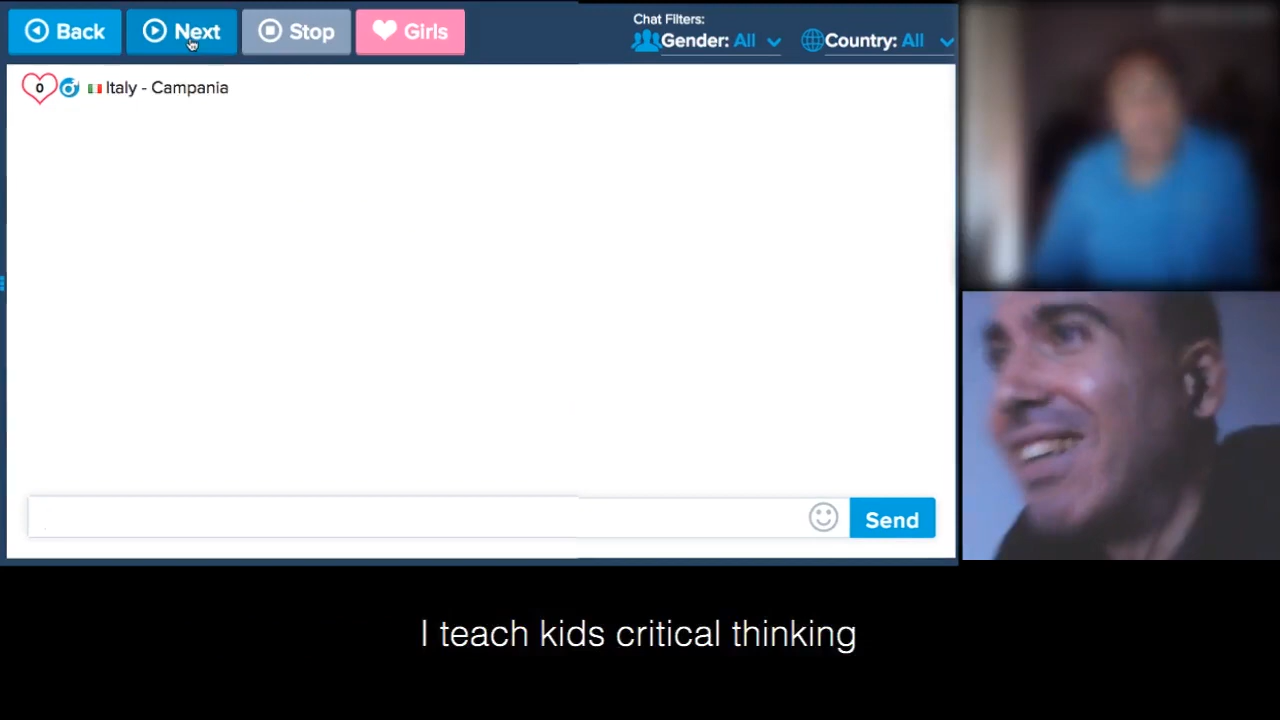 Back
Next
Stop
Girls
Chat Filters:
Gender: All
Country: All
0
Italy - Campania
Send
I teach kids critical thinking